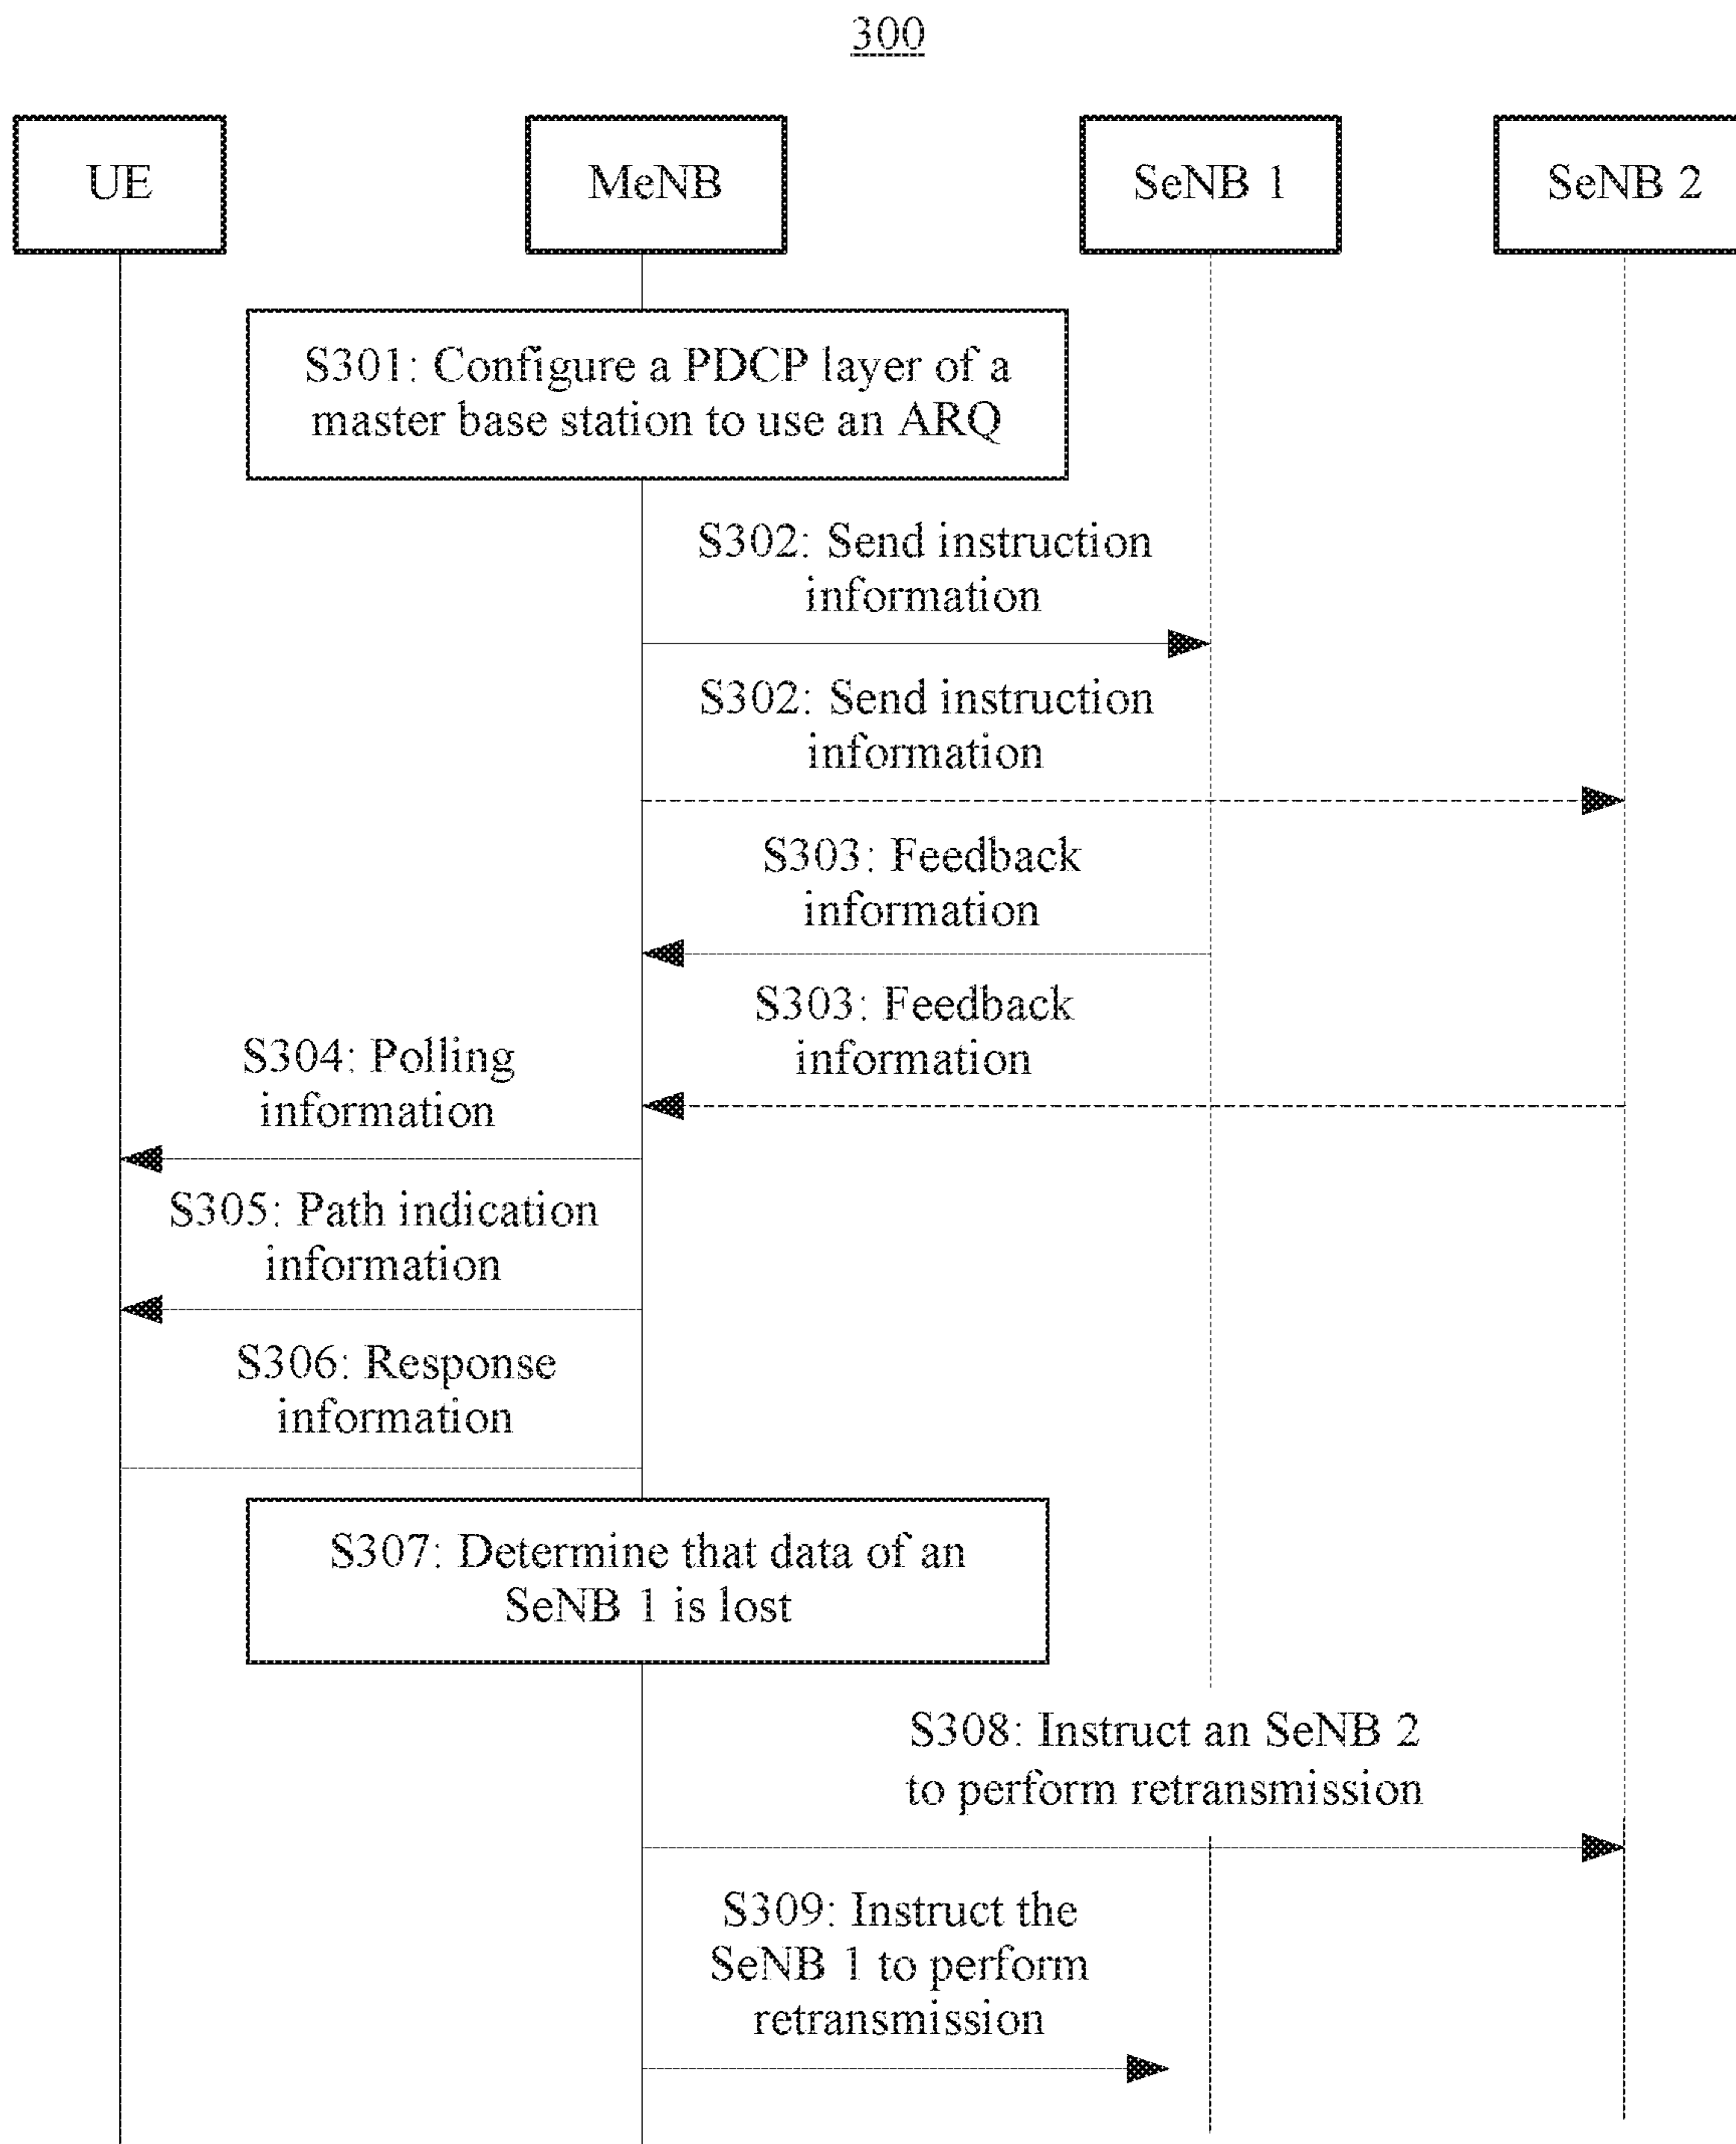 300
UE
MeNB
SeNB 1
SeNB 2
S301: Configure a PDCP layer of a
master base station to use an ARQ
S302: Send instruction
information
S302: Send instruction
information
S303: Feedback
information
S303: Feedback
information
S304: Polling
information
S305: Path indication
information
S306: Response
information
S307: Determine that data of an
SeNB 1 is lost
S308: Instruct an SeNB 2
to perform retransmission
S309: Instruct the
SeNB 1 to perform
retransmission